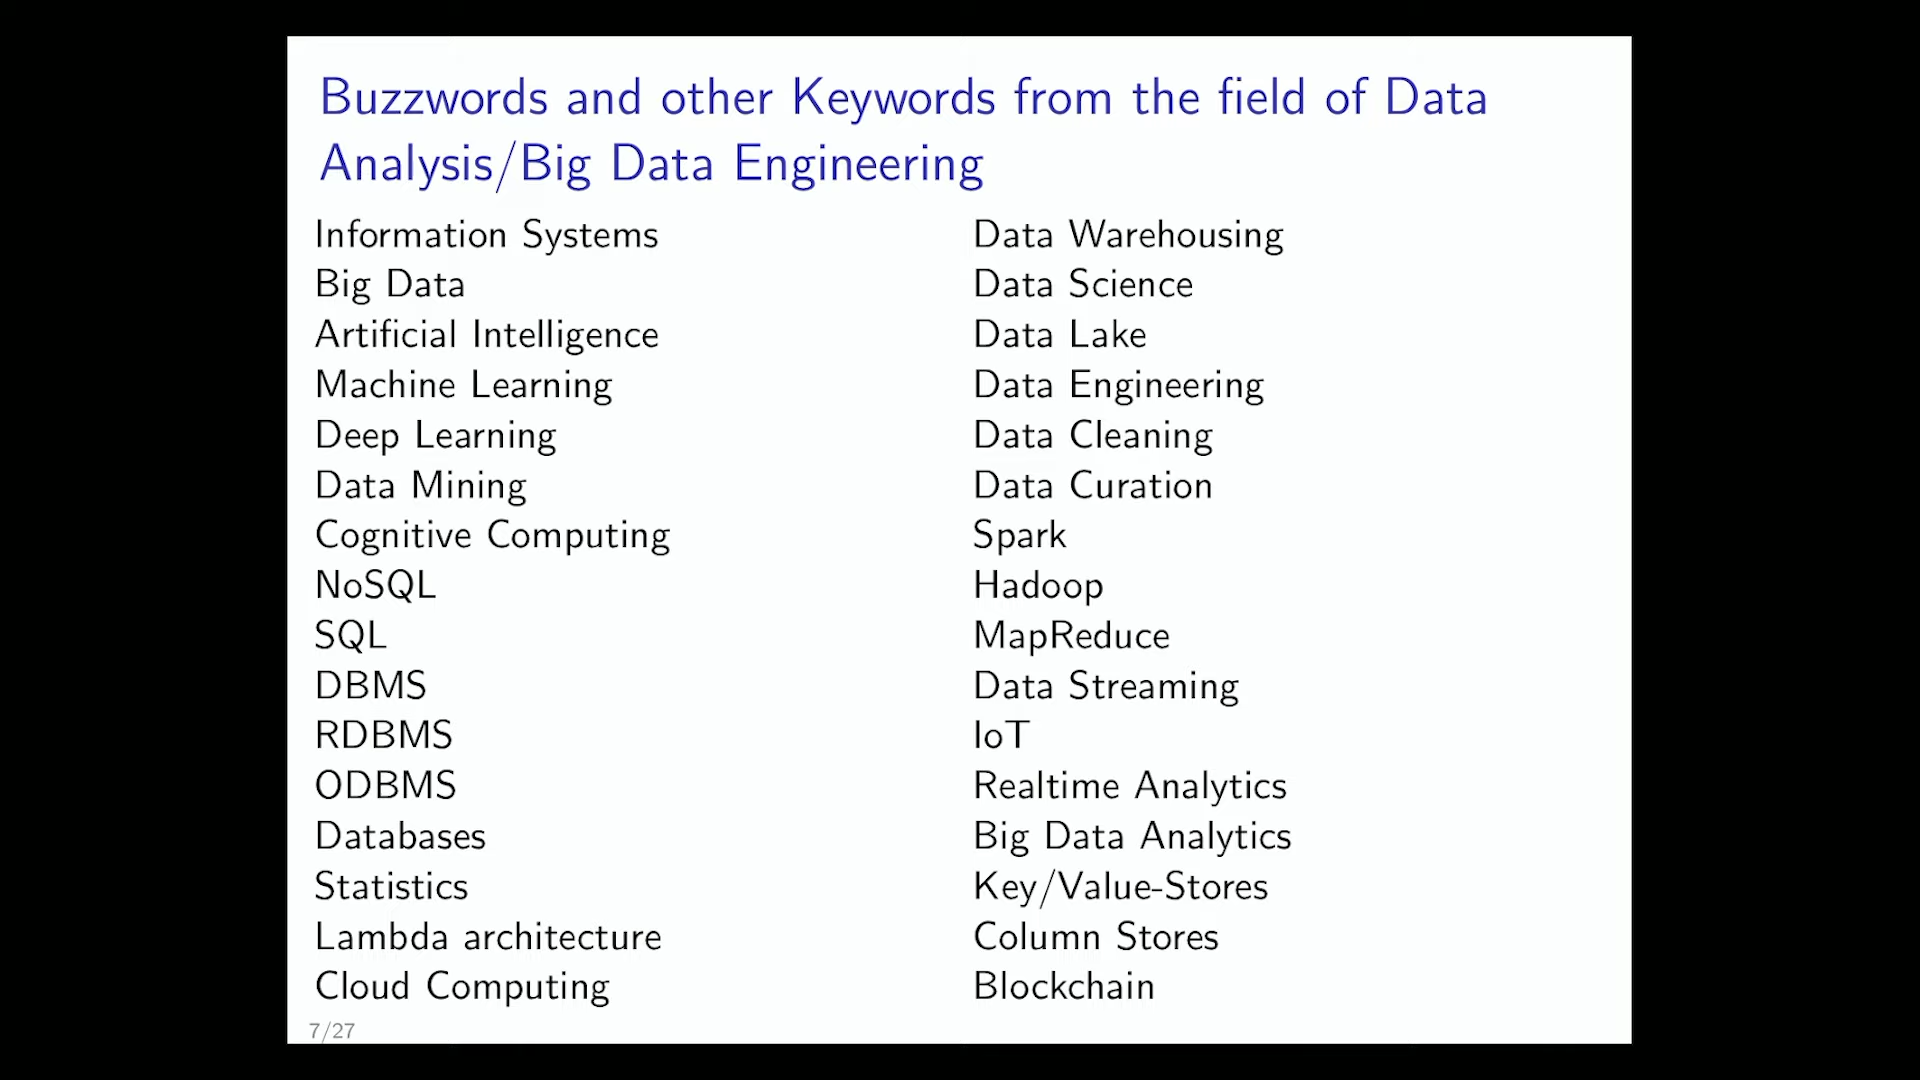 Buzzwords and other Keywords from the field of Data
Analysis/Big Data Engineering
Information Systems
Big Data
Artificial Intelligence
Machine Learning
Deep Learning
Data Mining
Cognitive Computing
NoSQL
SQL
DBMS
RDBMS
ODBMS
Databases
Statistics
Lambda architecture
Cloud Computing
Data Warehousing
Data Science
Data Lake
Data Engineering
Data Cleaning
Data Curation
Spark
Hadoop
MapReduce
Data Streaming
IoT
Realtime Analytics
Big Data Analytics
Key/Value-Stores
Column Stores
Blockchain
7/27